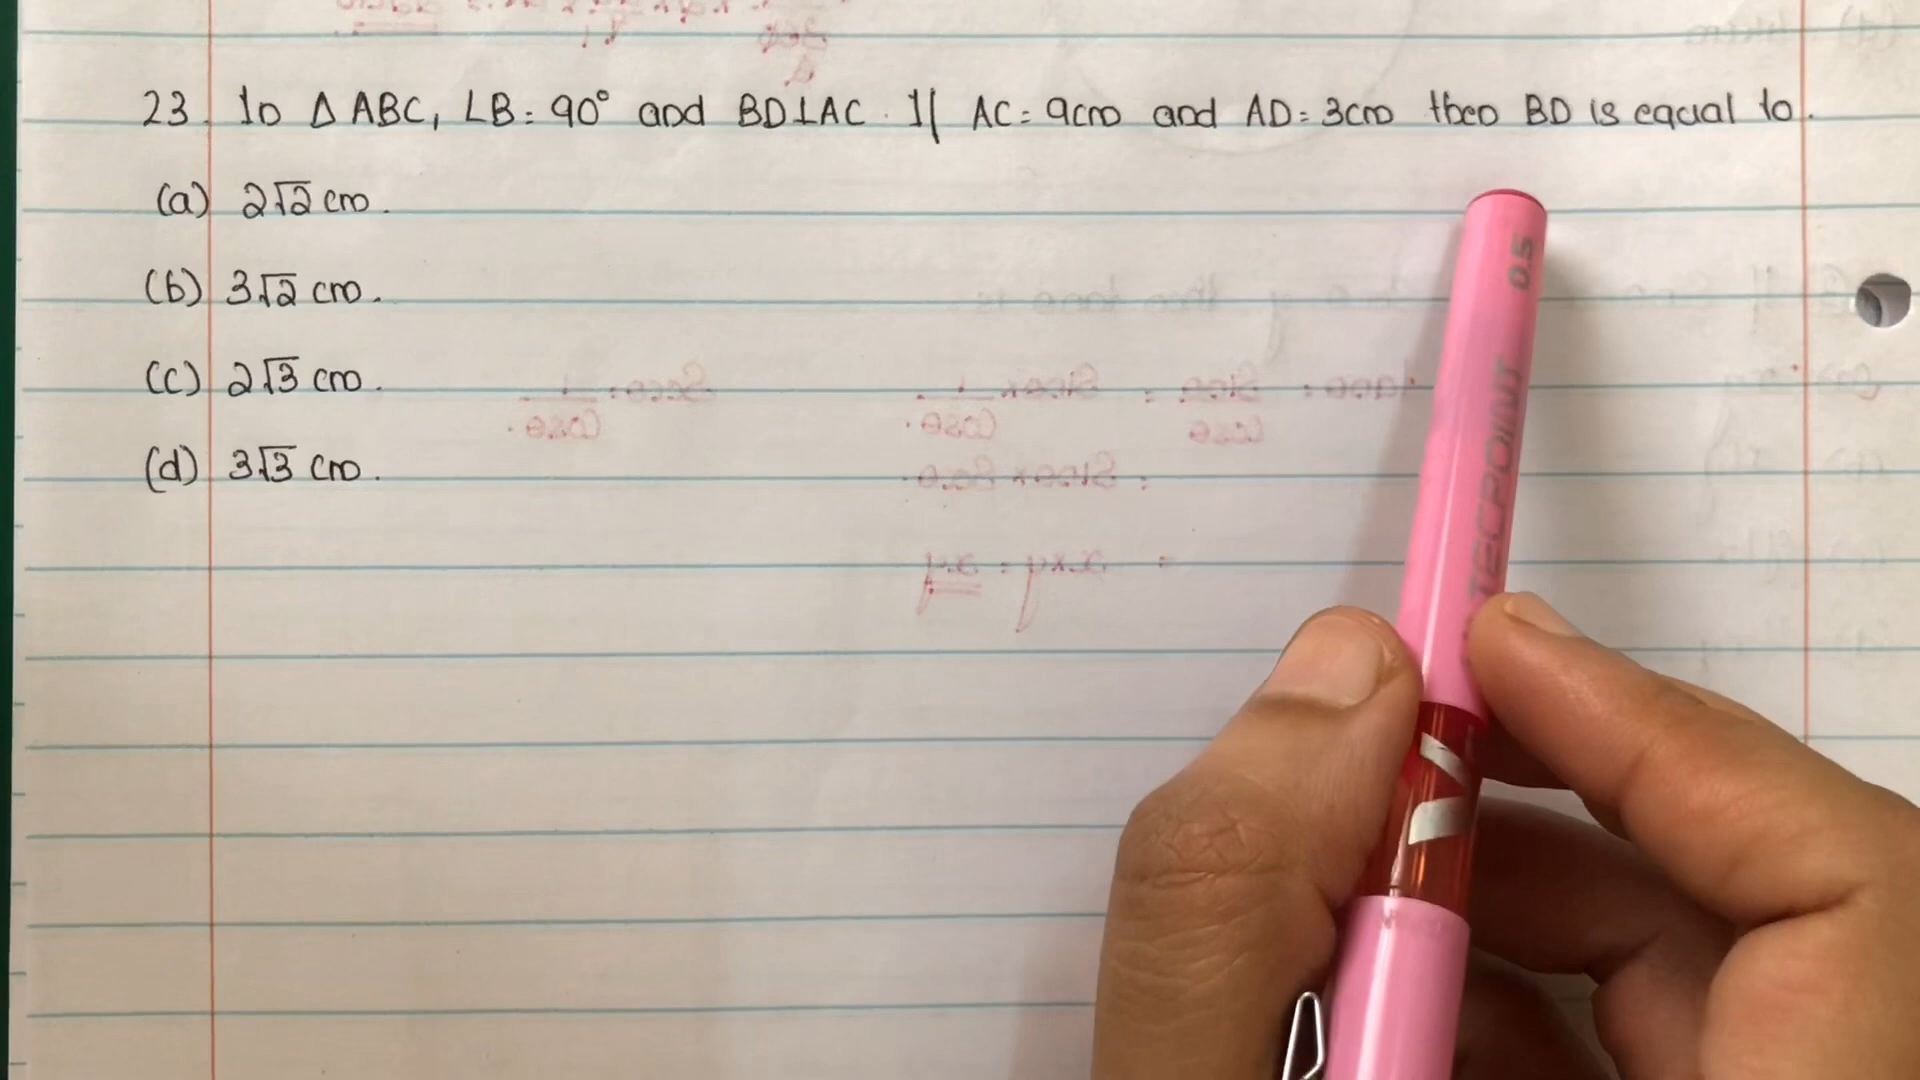 23. In Δ ABC, ∠B = 90° and BD⊥AC. If AC = 9cm and AD = 3cm then BD is equal to.
(a) 2√2 cm.
(b) 3√2 cm.
(c) 2√3 cm.
(d) 3√3 cm.
0.5
TECPOINT
V